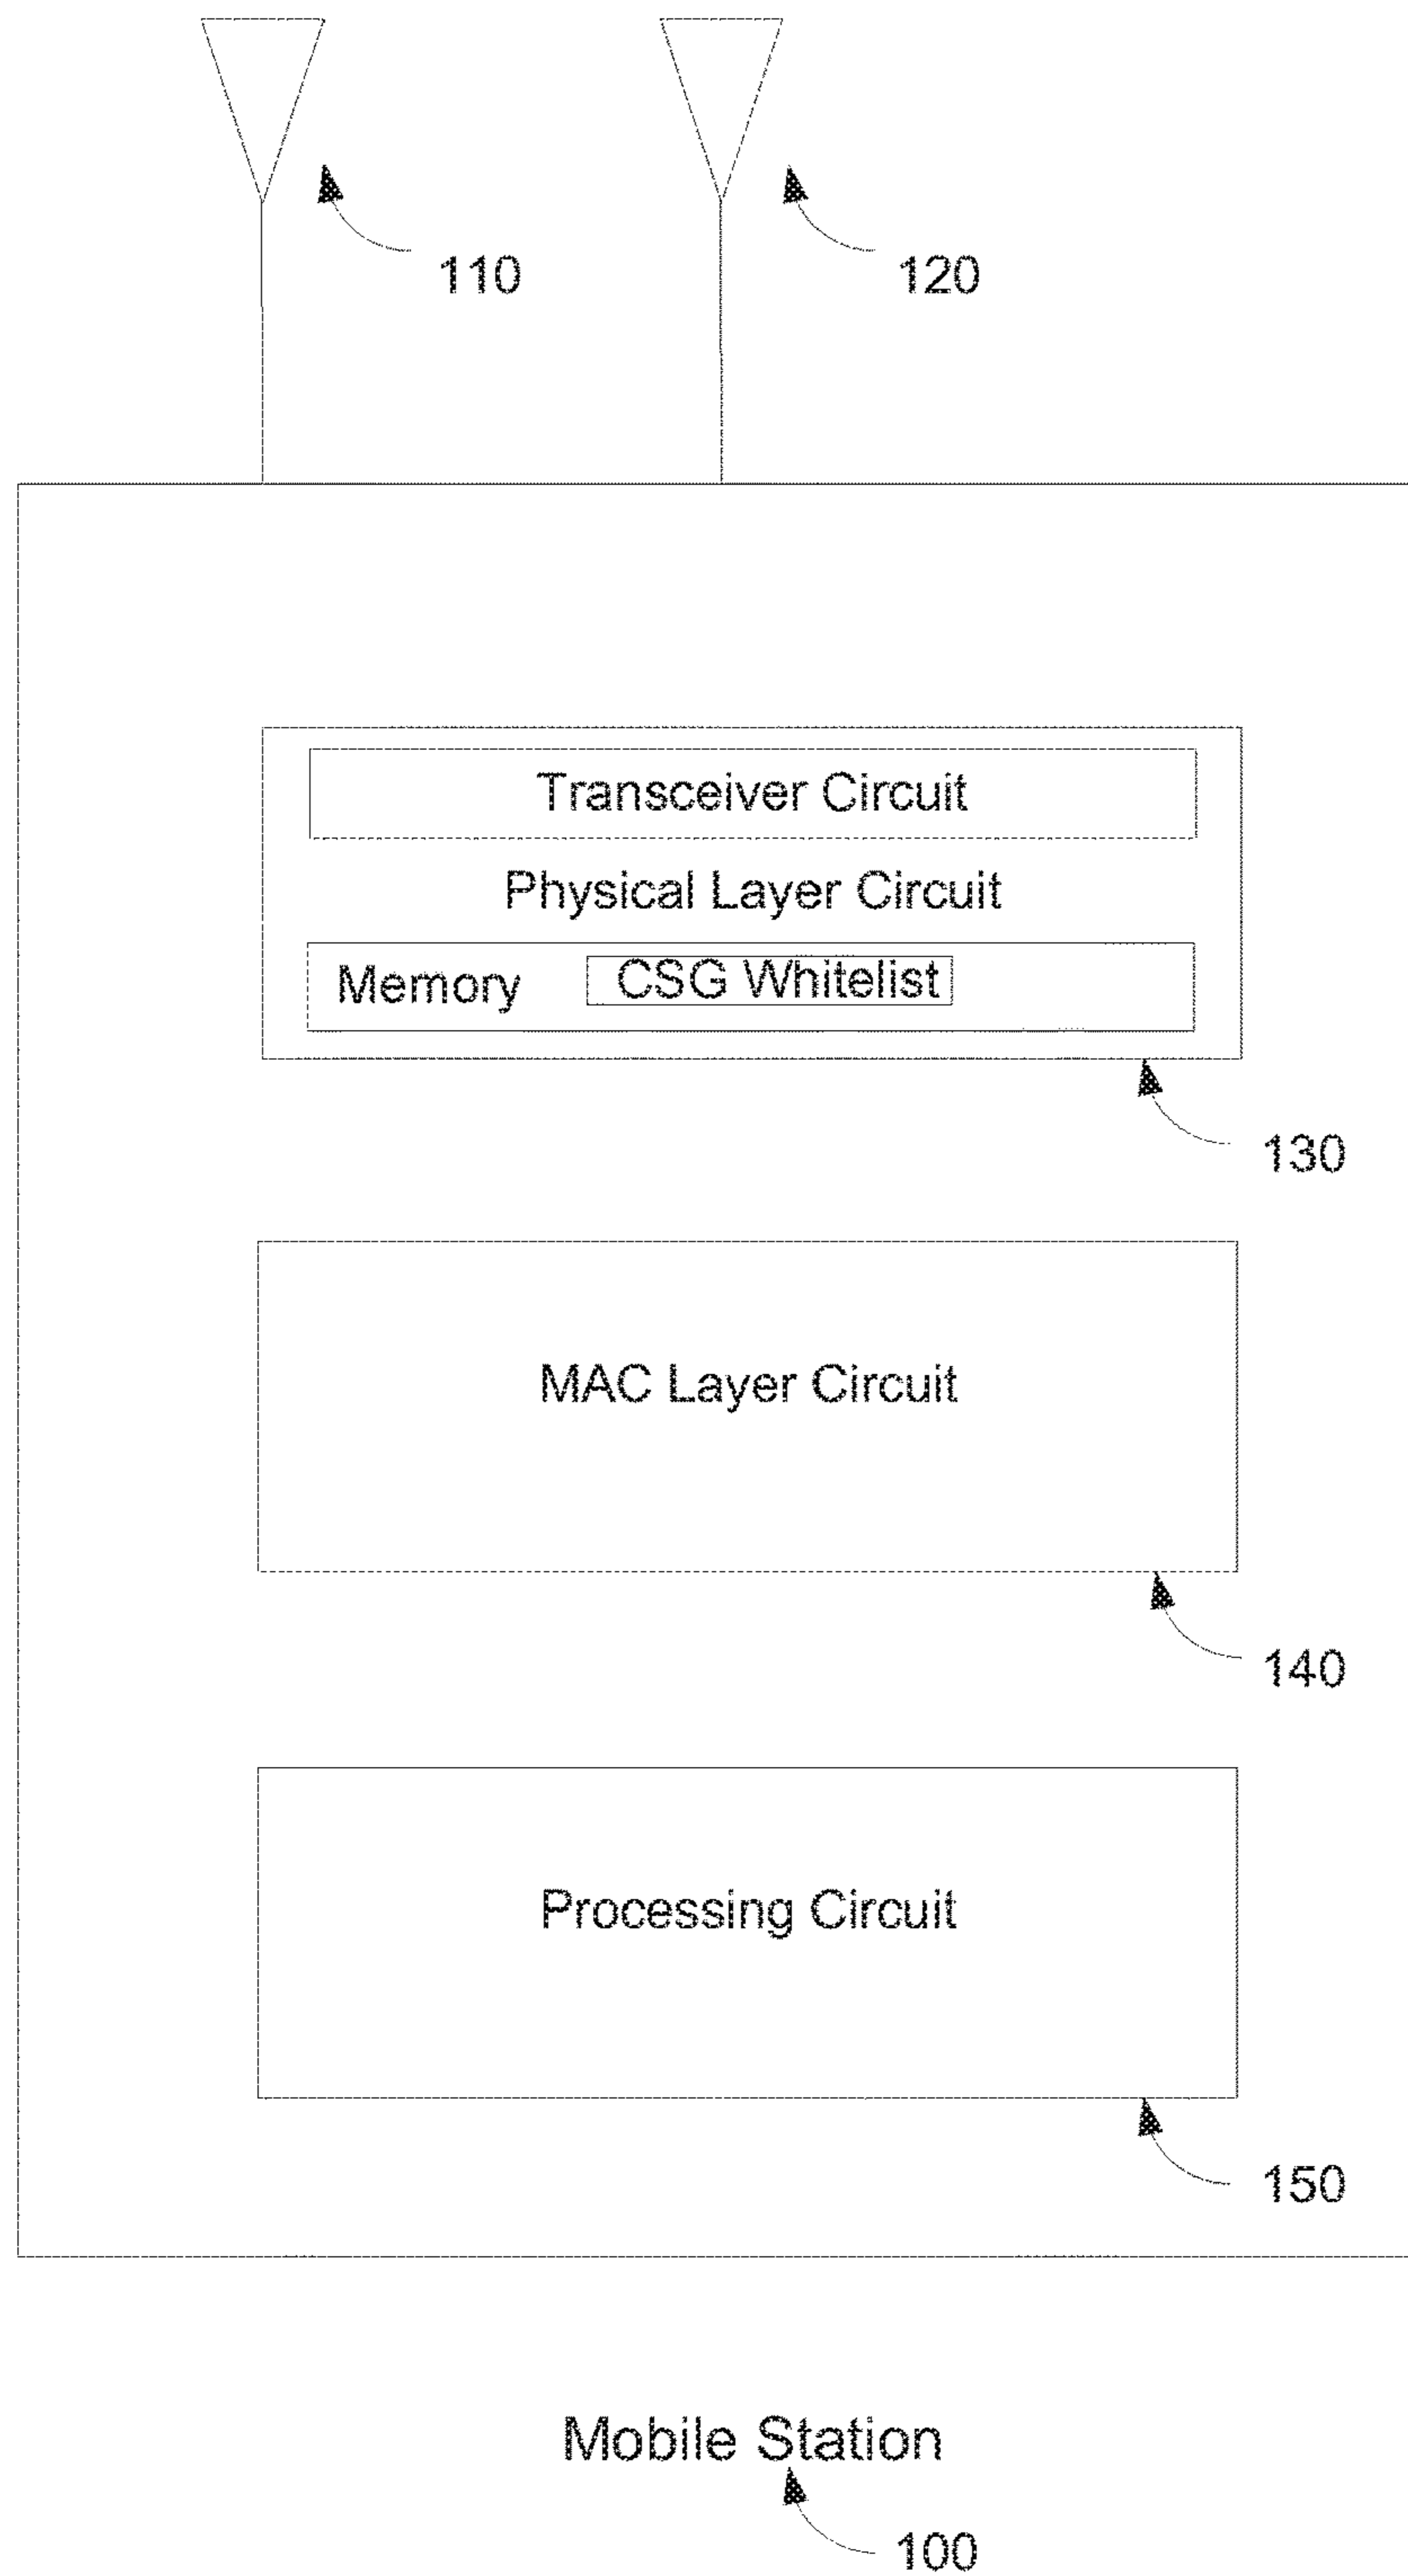 110
120
Transceiver Circuit
Physical Layer Circuit
Memory CSG Whitelist
130
MAC Layer Circuit
140
Processing Circuit
150
Mobile Station
100